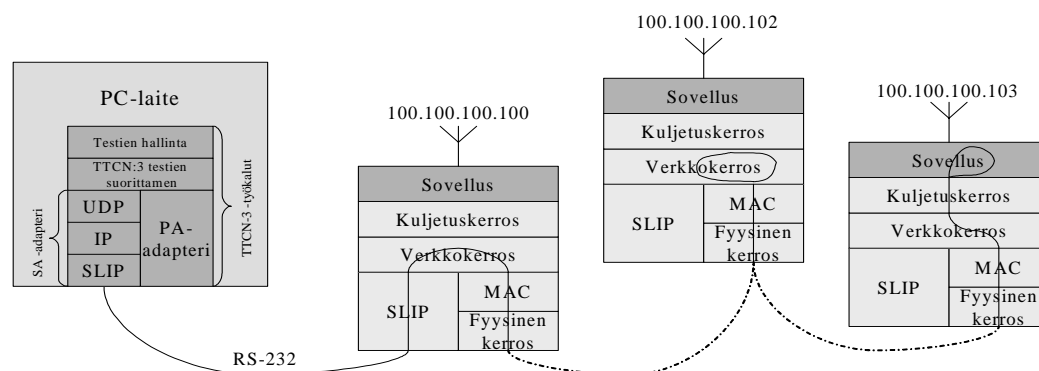 PC-laite
Testien hallinta
TTCN:3 testien
suorittamen
UDP
IP
SLIP
PA-
adapteri
SA -adapteri
TTCN-3 -työkalut
RS-232
100.100.100.100
Sovellus
Kuljetuskerros
Verkkokerros
SLIP
MAC
Fyysinen
kerros
100.100.100.102
Sovellus
Kuljetuskerros
Verkkokerros
SLIP
MAC
Fyysinen
kerros
100.100.100.103
Sovellus
Kuljetuskerros
Verkkokerros
SLIP
MAC
Fyysinen
kerros